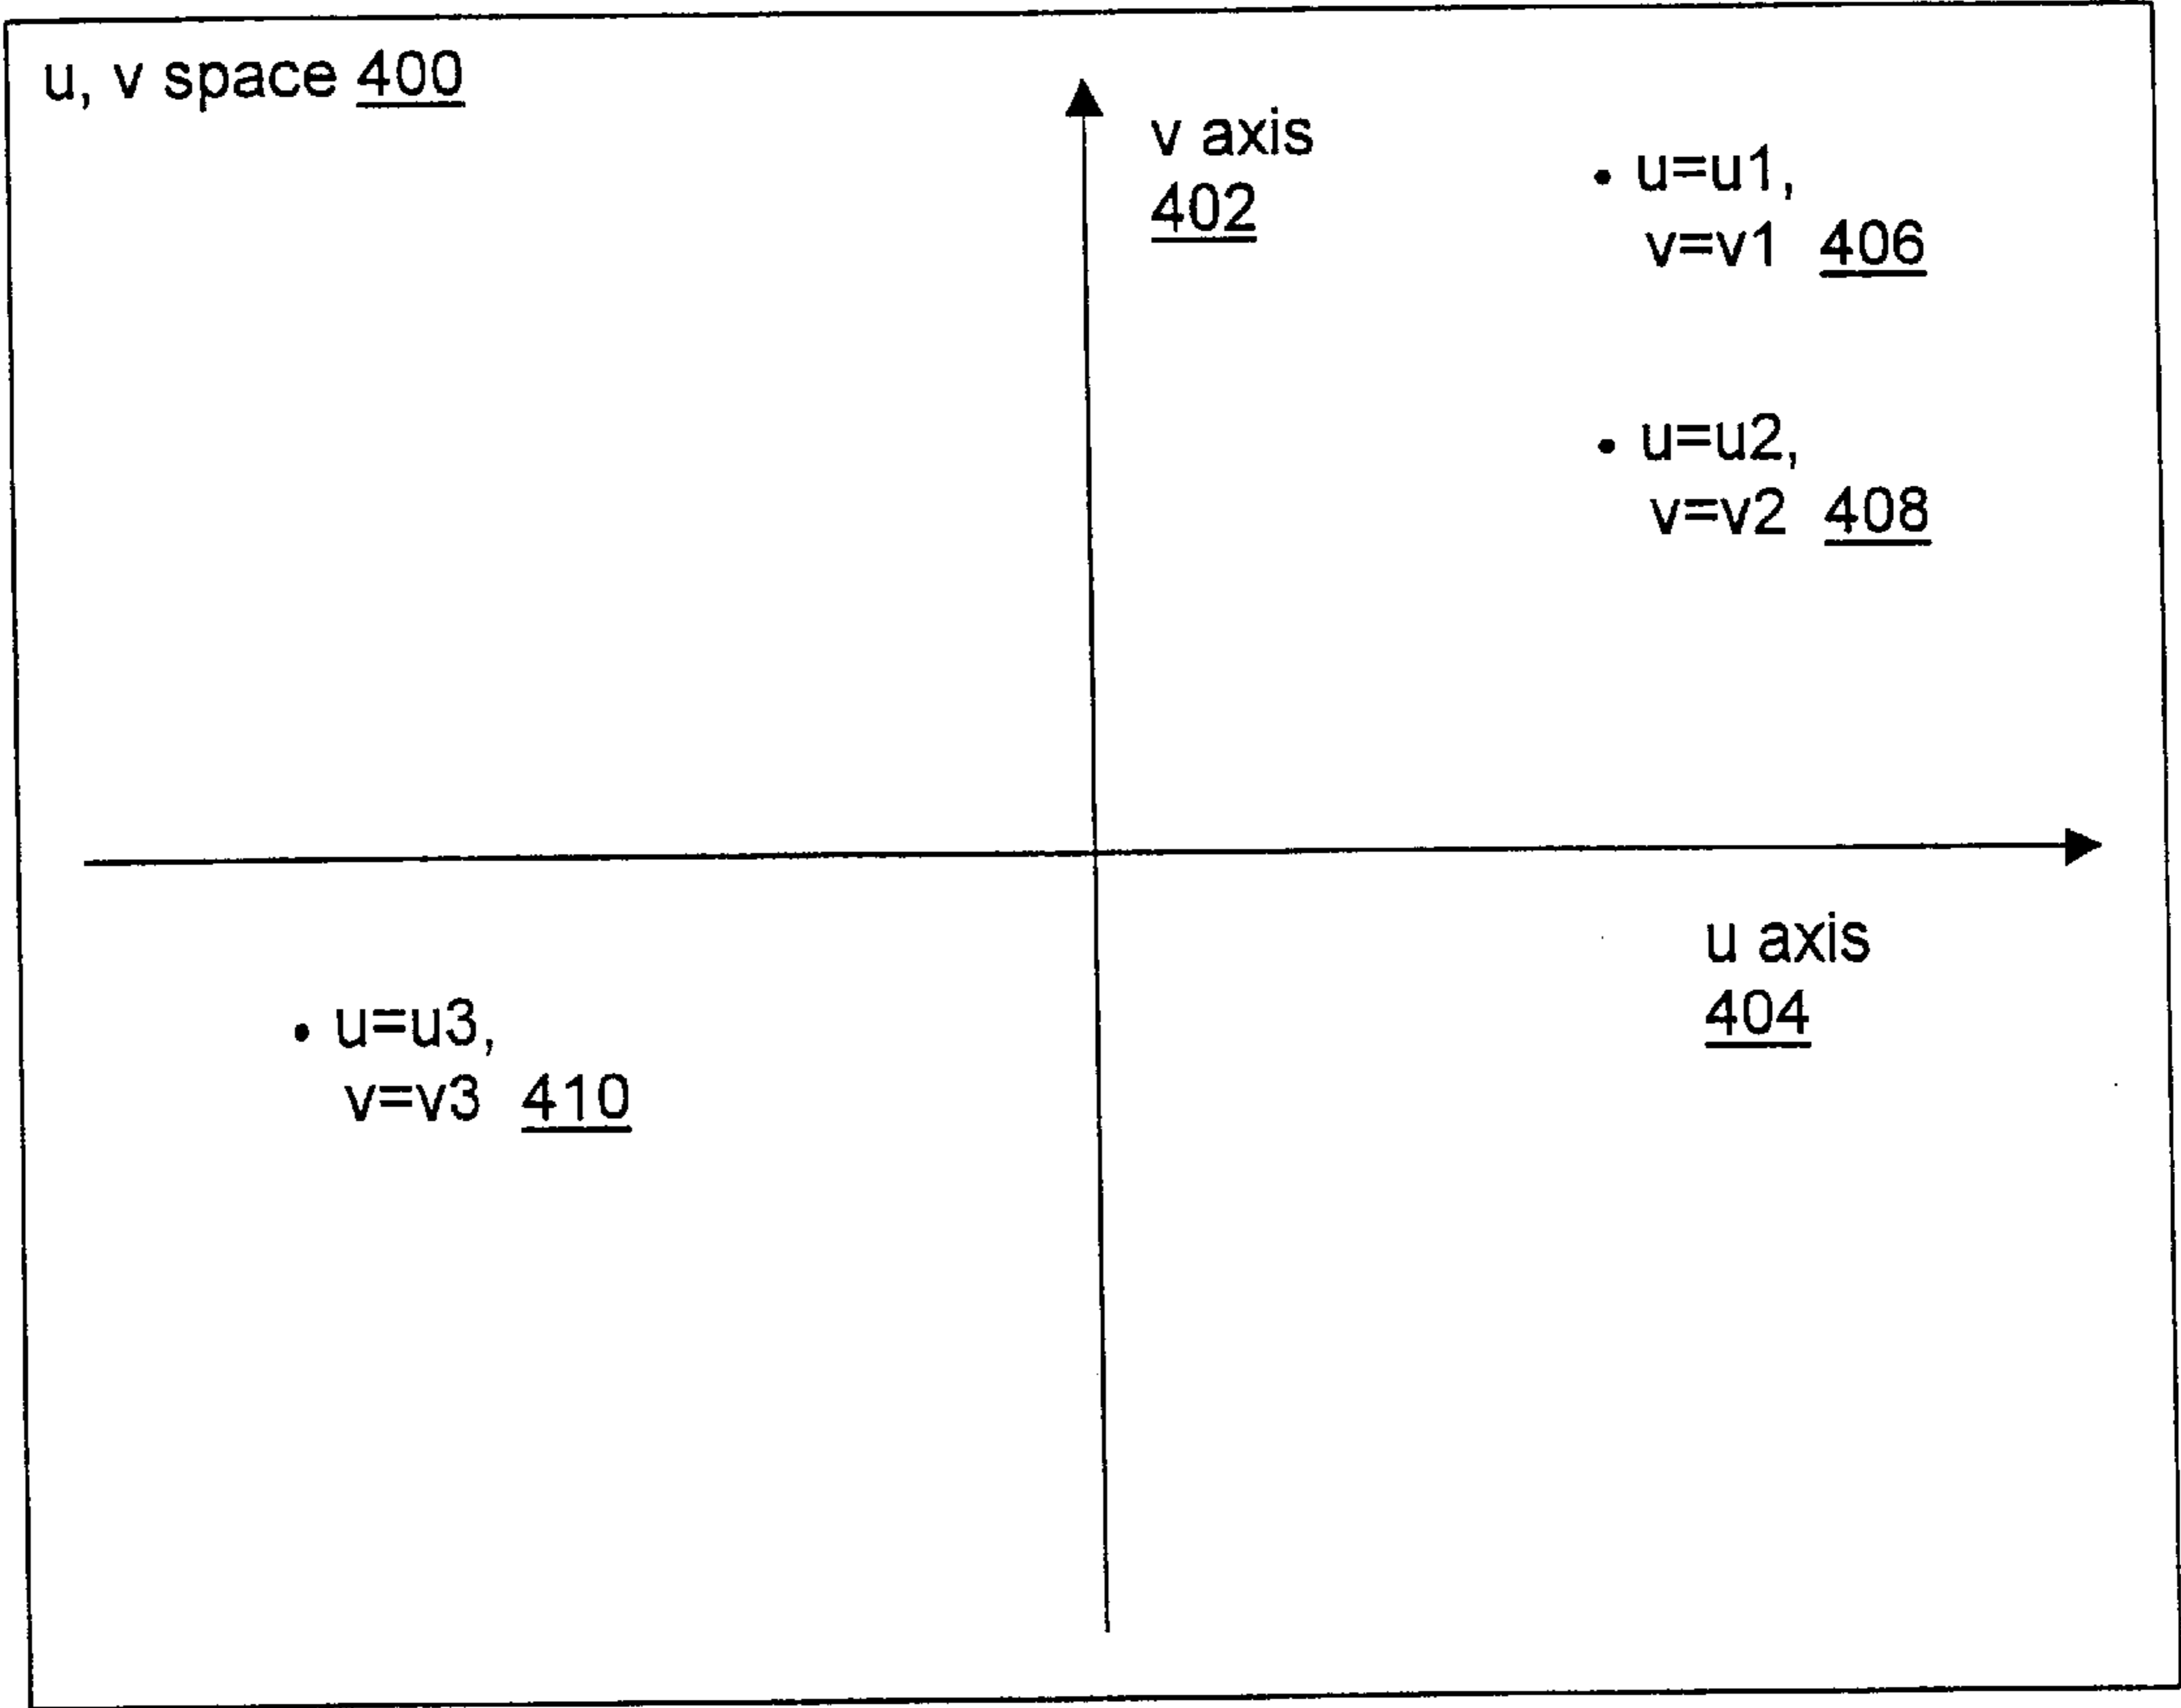 u, v space 400
v axis
402
• u=u1,
v=v1 406
• u=u2,
v=v2 408
u axis
404
• u=u3,
v=v3 410